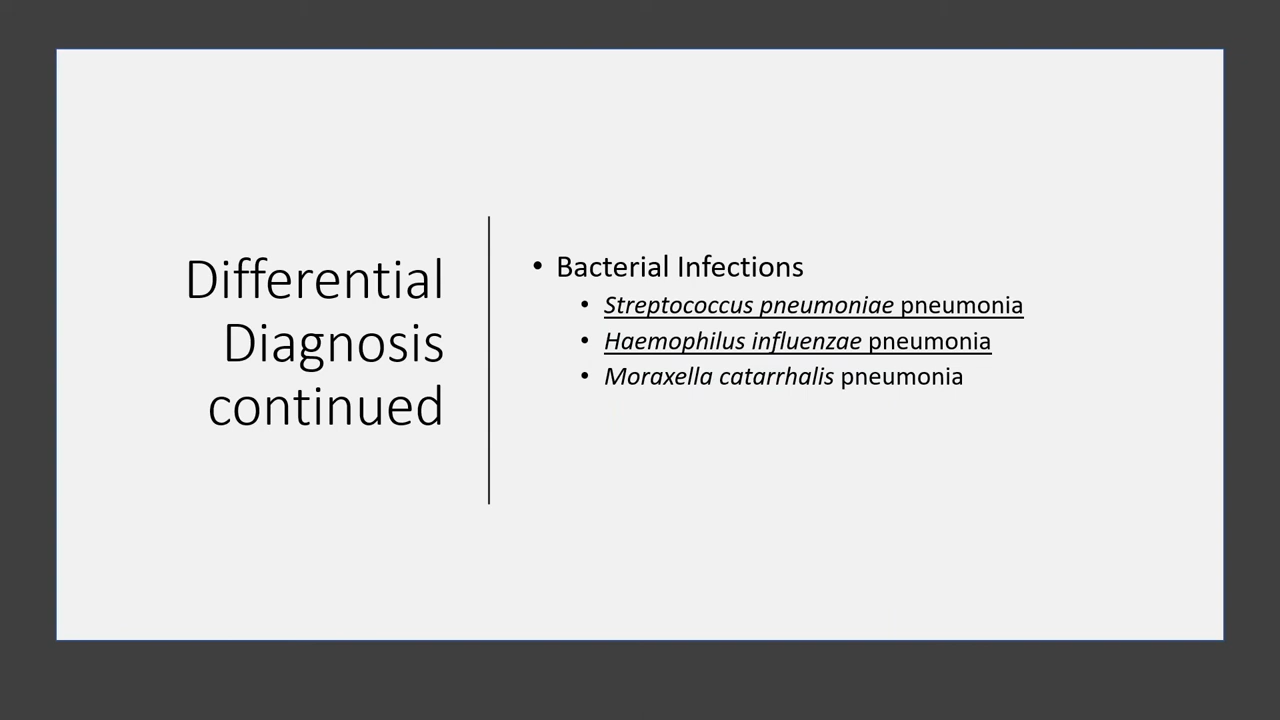 Differential
Diagnosis
continued
• Bacterial Infections
• Streptococcus pneumoniae pneumonia
• Haemophilus influenzae pneumonia
• Moraxella catarrhalis pneumonia